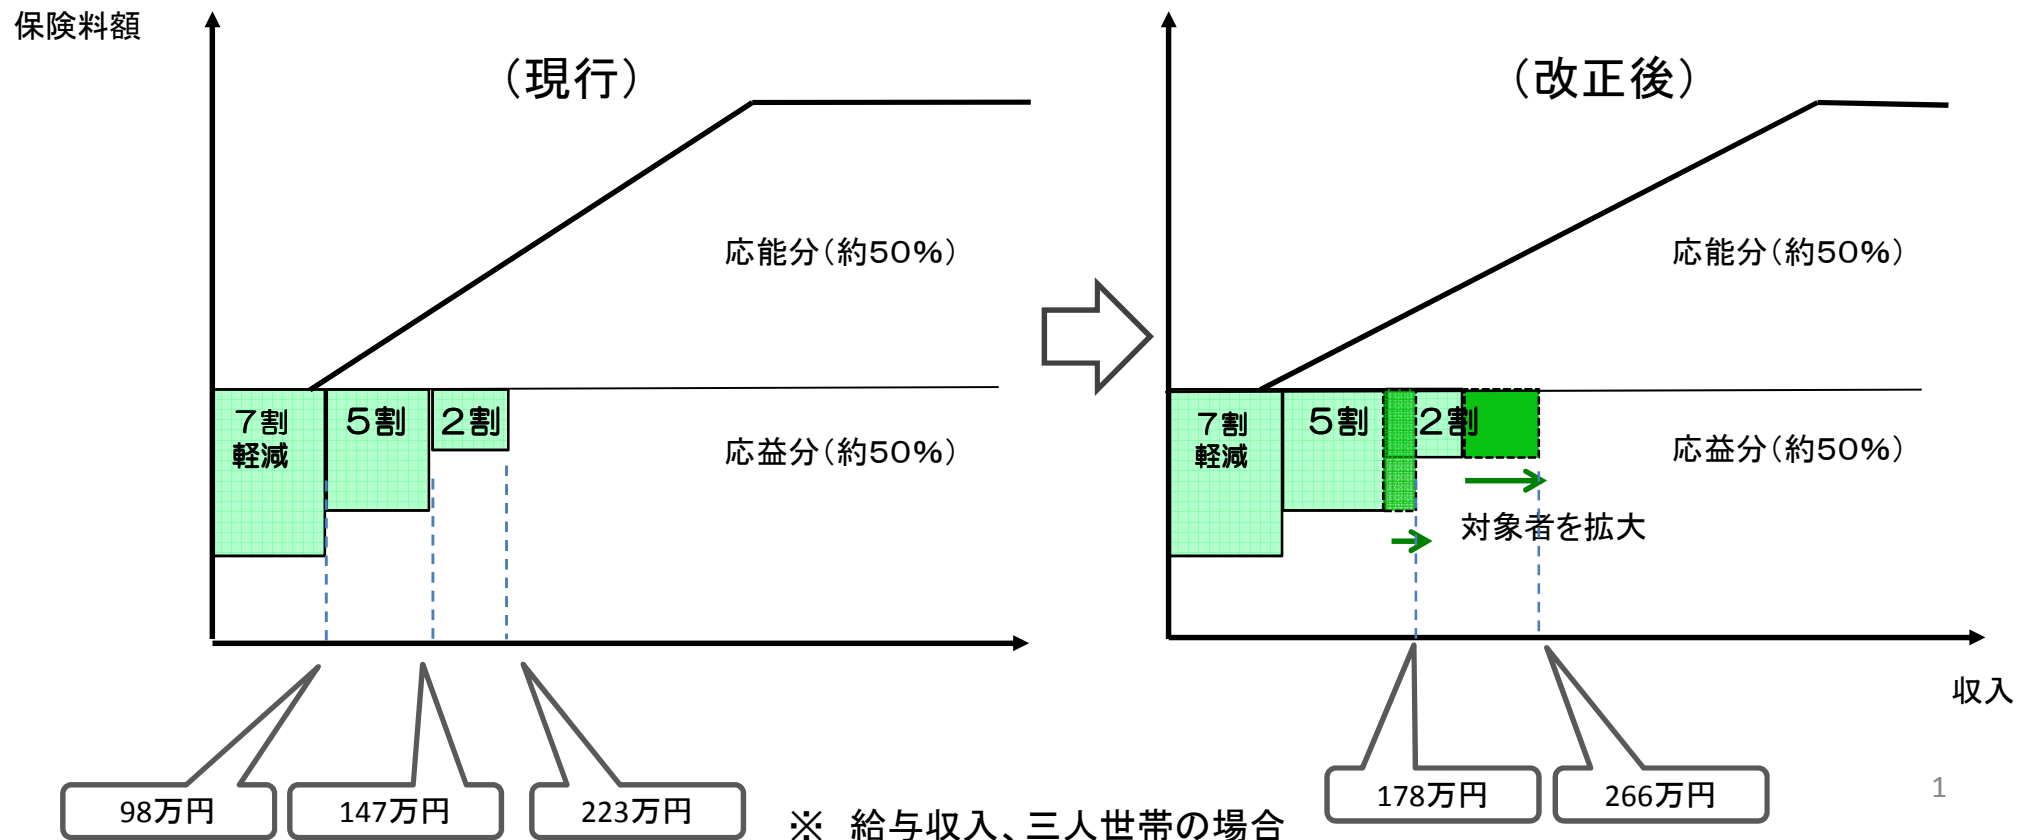 保険料額
（現行）
応能分（約50%）
7割
軽減
5割
2割
応益分（約50%）
98万円
147万円
223万円
（改正後）
応能分（約50%）
7割
軽減
5割
2割
応益分（約50%）
対象者を拡大
収入
178万円
266万円
※　給与収入、三人世帯の場合
1